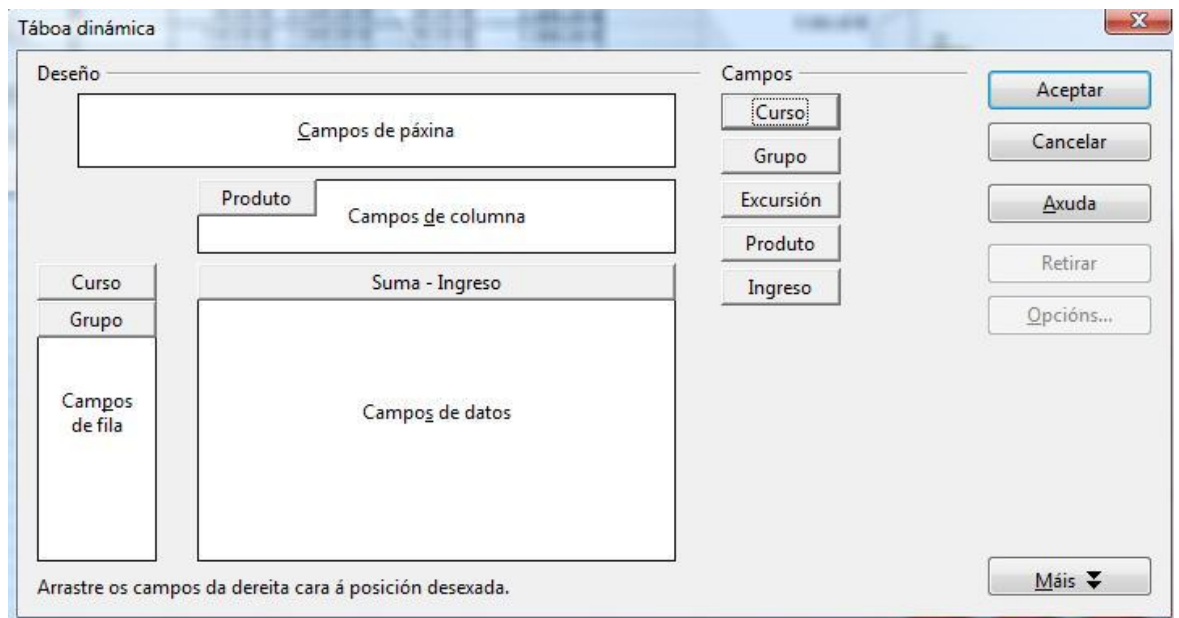 Táboa dinámica
Deseño
Campos de páxina
Produto
Campos de columna
Curso
Grupo
Campos
de fila
Suma - Ingreso
Campos de datos
Campos
Curso
Grupo
Excursión
Produto
Ingreso
Aceptar
Cancelar
Axuda
Retirar
Opcións...
Máis
Arrastre os campos da dereita cara á posición desexada.